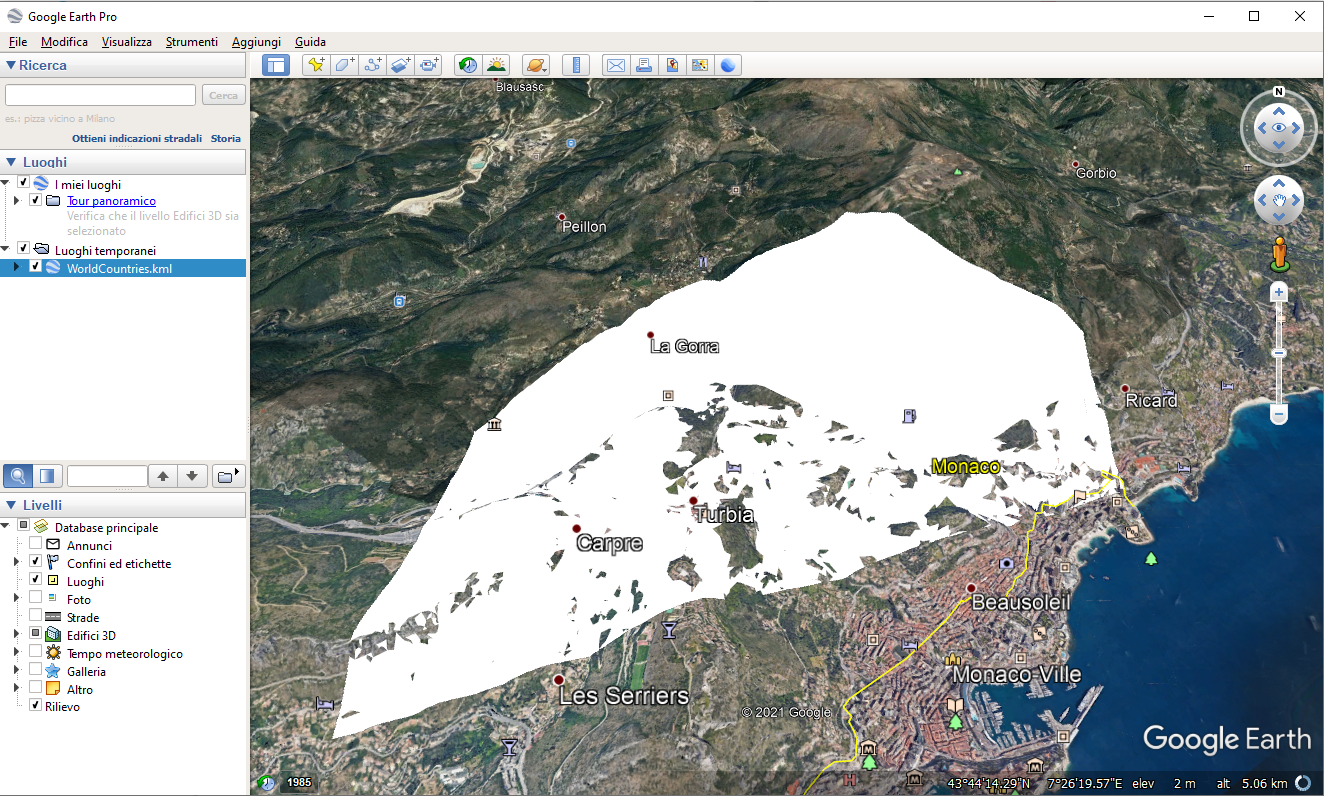 Google Earth Pro
File Modifica Visualizza Strumenti Aggiungi Guida
Ricerca
Cerca
es.: pizza vicino a Milano
Ottieni indicazioni stradali Storia
Luoghi
I miei luoghi
Tour panoramico
Verifica che il livello Edifici 3D sia
selezionato
Luoghi temporanei
WorldCountries.kml
Livelli
Database principale
Annunci
Confini ed etichette
Luoghi
Foto
Strade
Edifici 3D
Tempo meteorologico
Galleria
Altro
Rilievo
Blausasc
N
Gorbio
Peillon
La Gorra
Ricard
Monaco
Turbia
Carpre
Beausoleil
Monaco-Ville
Les Serriers
© 2021 Google
Google Earth
H
1985
43°44'14.29"N 7°26'19.57"E elev 2 m alt 5.06 km